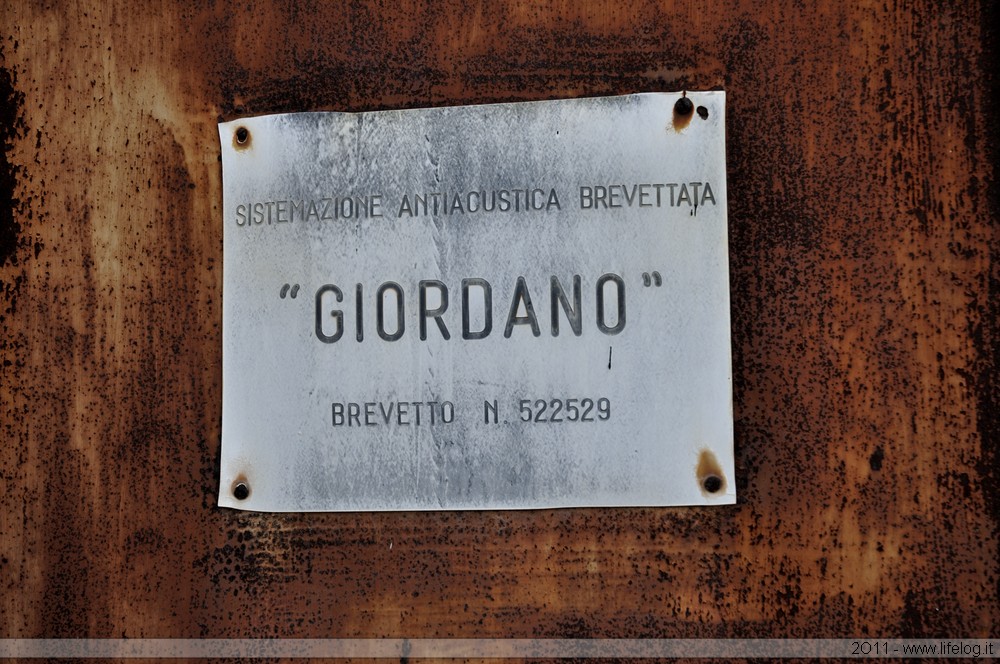 SISTEMAZIONE ANTIACUSTICA BREVETTATA
“GIORDANO”
BREVETTO N. 522529
2011 - www.lifelog.it